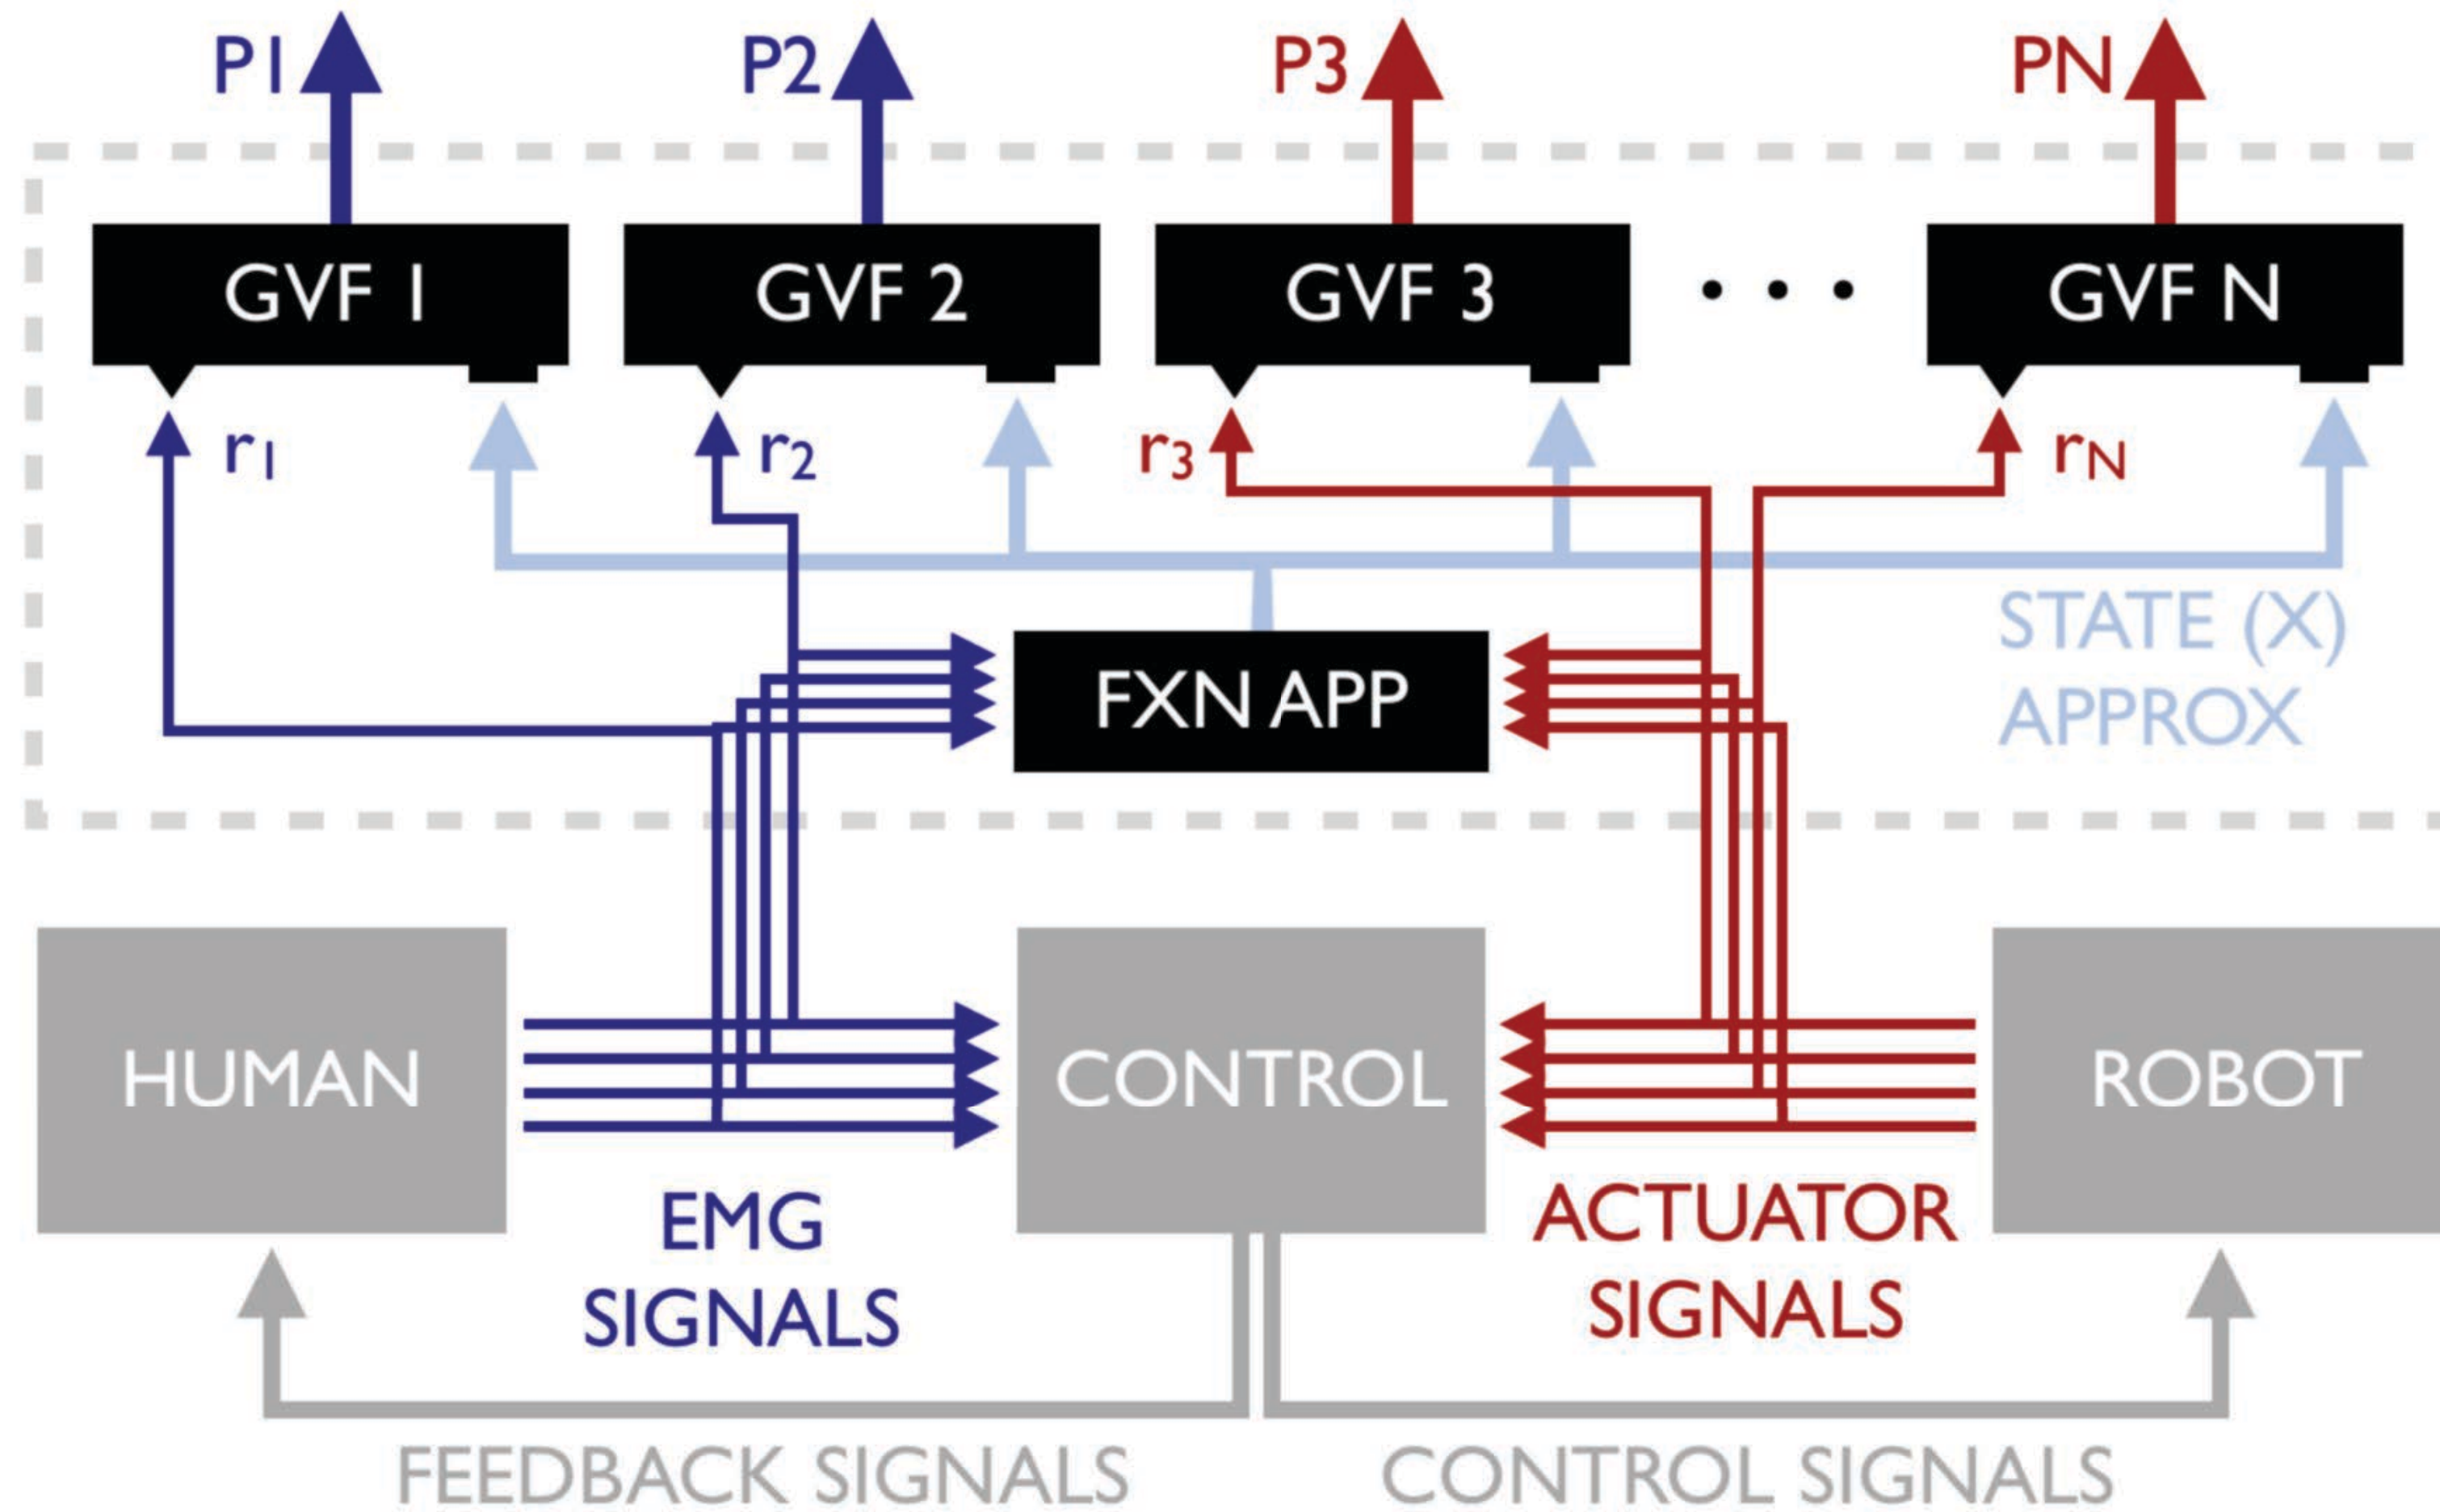 P1
P2
P3
PN
GVF 1
GVF 2
GVF 3
• • •
GVF N
r1
r2
r3
rN
STATE (X)
APPROX
FXN APP
HUMAN
CONTROL
ROBOT
EMG
SIGNALS
ACTUATOR
SIGNALS
FEEDBACK SIGNALS
CONTROL SIGNALS